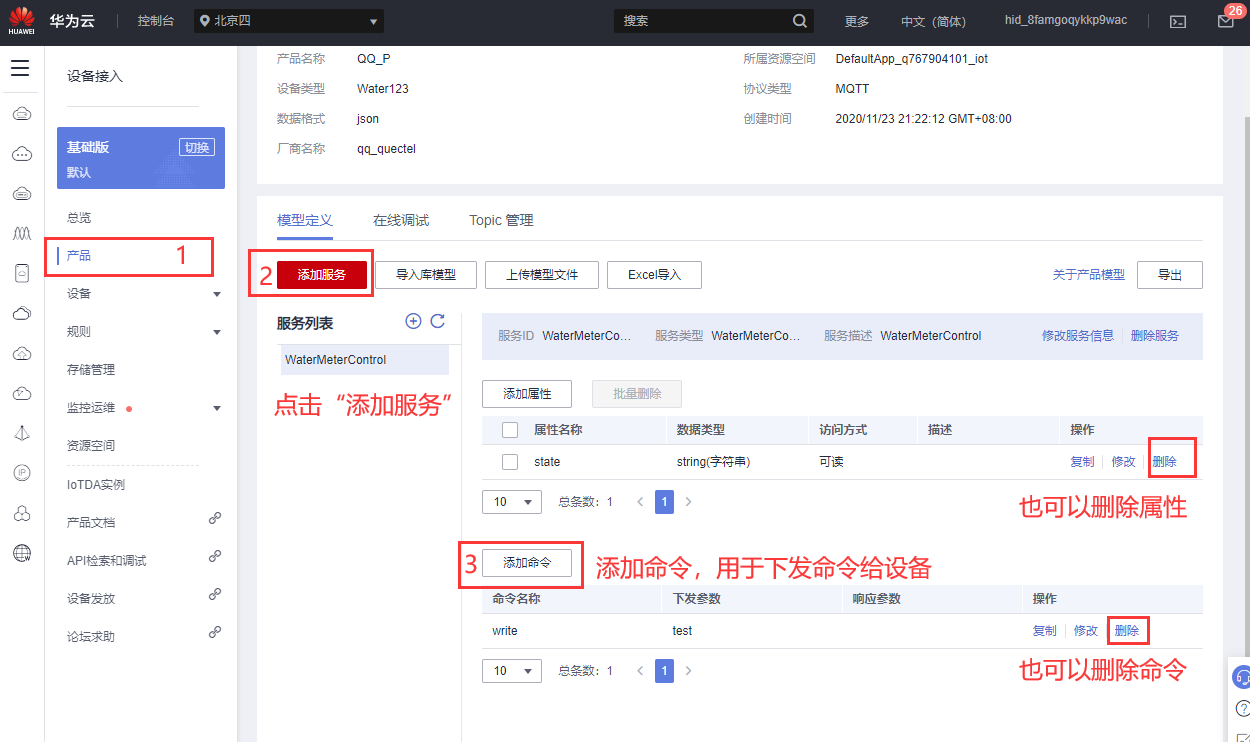 HUAWEI 华为云 控制台 北京四 搜索 更多 中文（简体） hid_8famgoqykkp9wac 26
设备接入
基础版 切换
默认
总览
产品 1
设备
规则
存储管理
监控运维
资源空间
IoTDA实例
产品文档
API检索和调试
设备发放
论坛求助
产品名称 QQ_P 所属资源空间 DefaultApp_q767904101_iot
设备类型 Water123 协议类型 MQTT
数据格式 json 创建时间 2020/11/23 21:22:12 GMT+08:00
厂商名称 qq_quectel
模型定义 在线调试 Topic 管理
2 添加服务 导入库模型 上传模型文件 Excel导入 关于产品模型 导出
服务列表
WaterMeterControl
点击“添加服务”
服务ID WaterMeterCo... 服务类型 WaterMeterCo... 服务描述 WaterMeterControl 修改服务信息 删除服务
添加属性 批量删除
属性名称 数据类型 访问方式 描述 操作
state string(字符串) 可读 复制 修改 删除
10 总条数：1 < 1 >
也可以删除属性
3 添加命令 添加命令，用于下发命令给设备
命令名称 下发参数 响应参数 操作
write test 复制 修改 删除
10 总条数：1 < 1 >
也可以删除命令